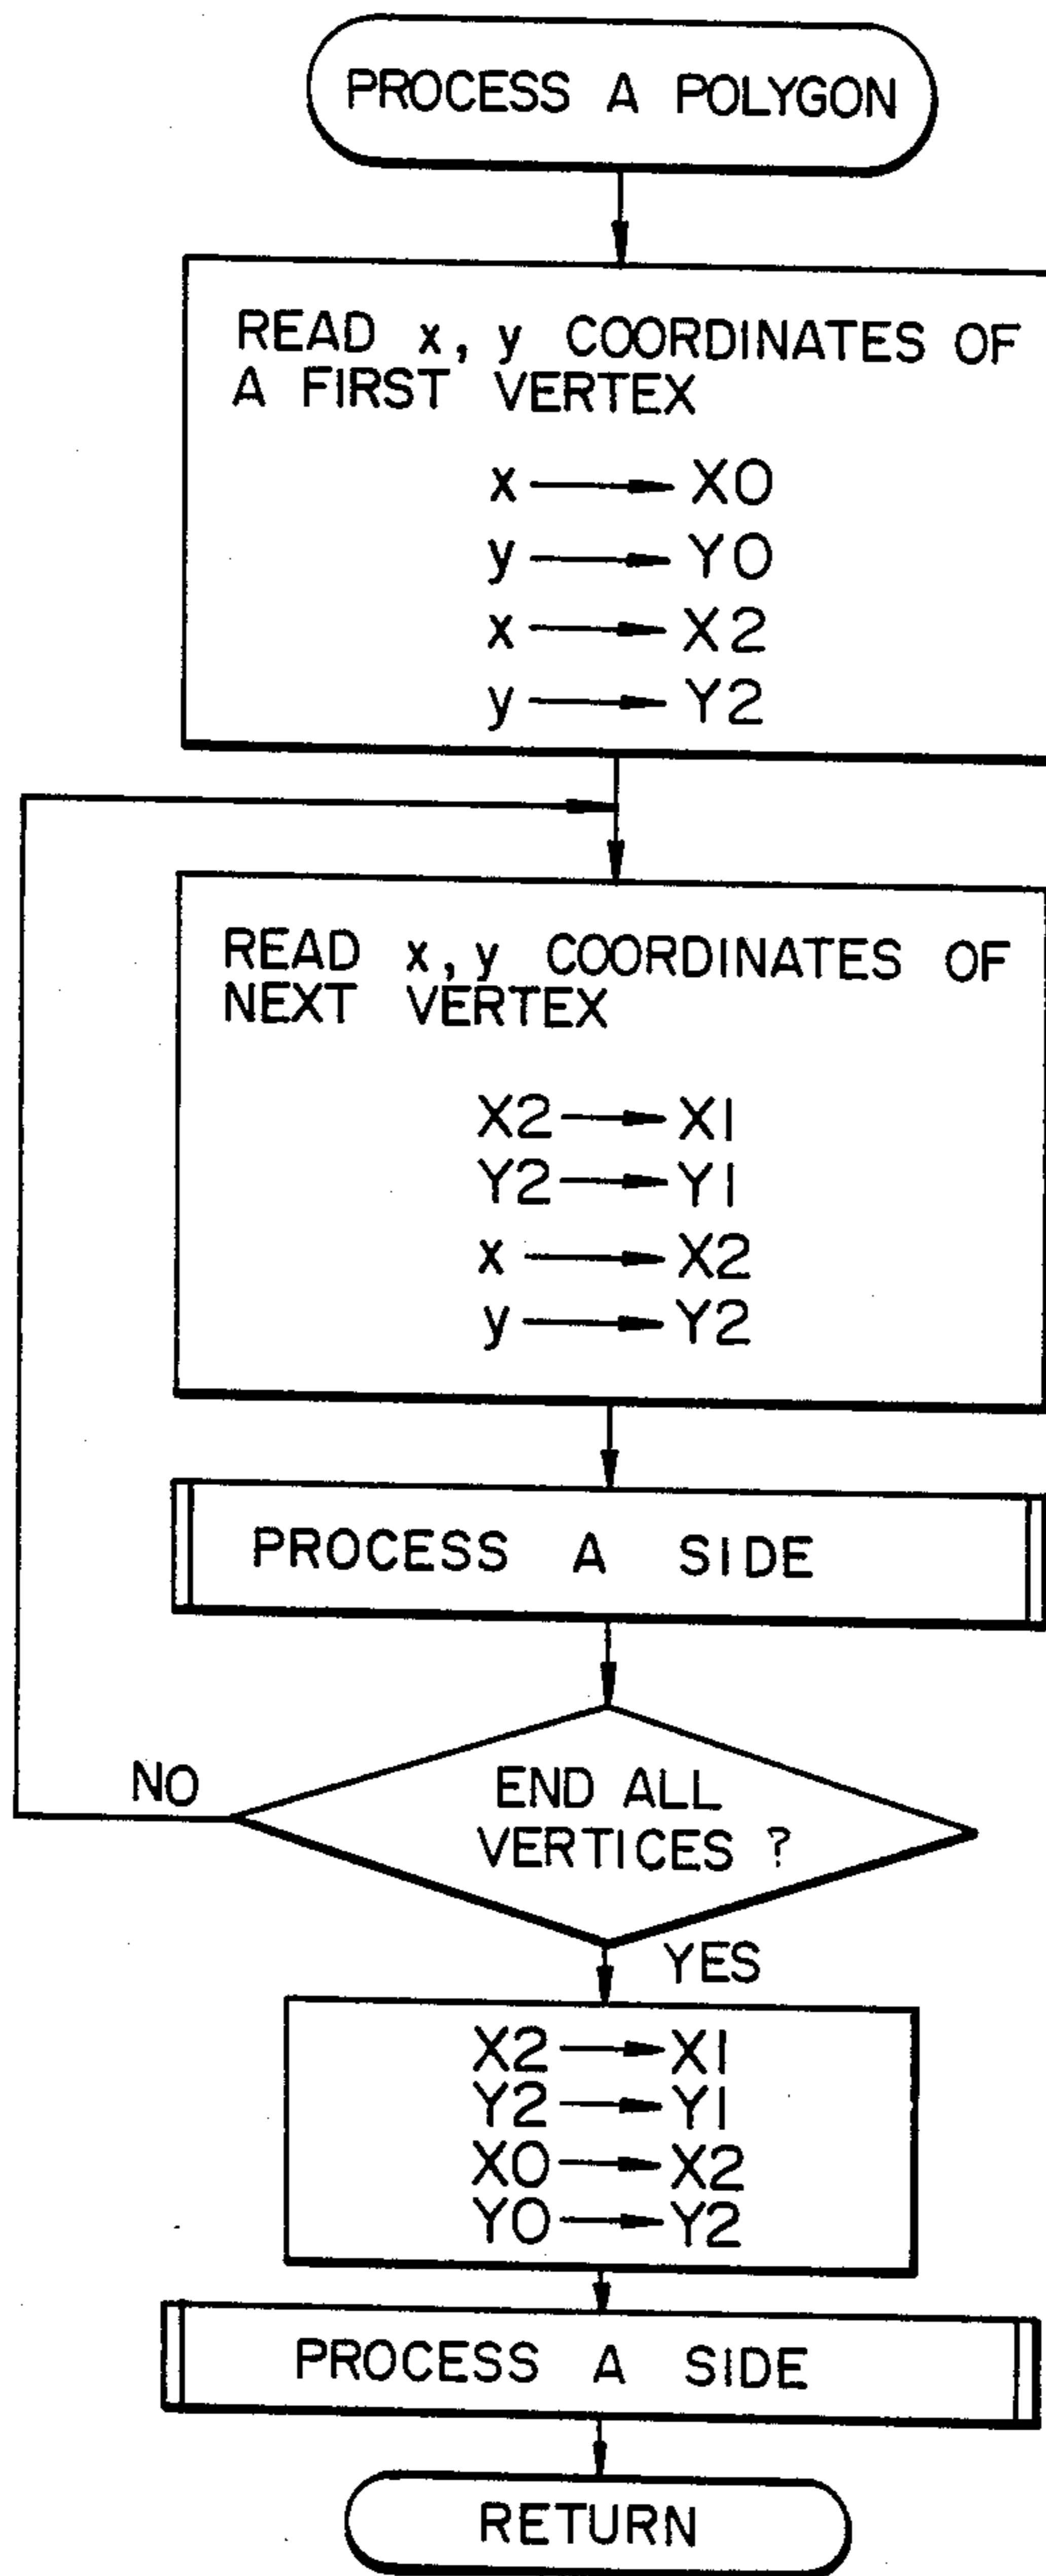 PROCESS A POLYGON
READ x, y COORDINATES OF
A FIRST VERTEX
x → X0
y → Y0
x → X2
y → Y2
READ x, y COORDINATES OF
NEXT VERTEX
X2 → X1
Y2 → Y1
x → X2
y → Y2
PROCESS A SIDE
NO
END ALL
VERTICES ?
YES
X2 → X1
Y2 → Y1
X0 → X2
Y0 → Y2
PROCESS A SIDE
RETURN